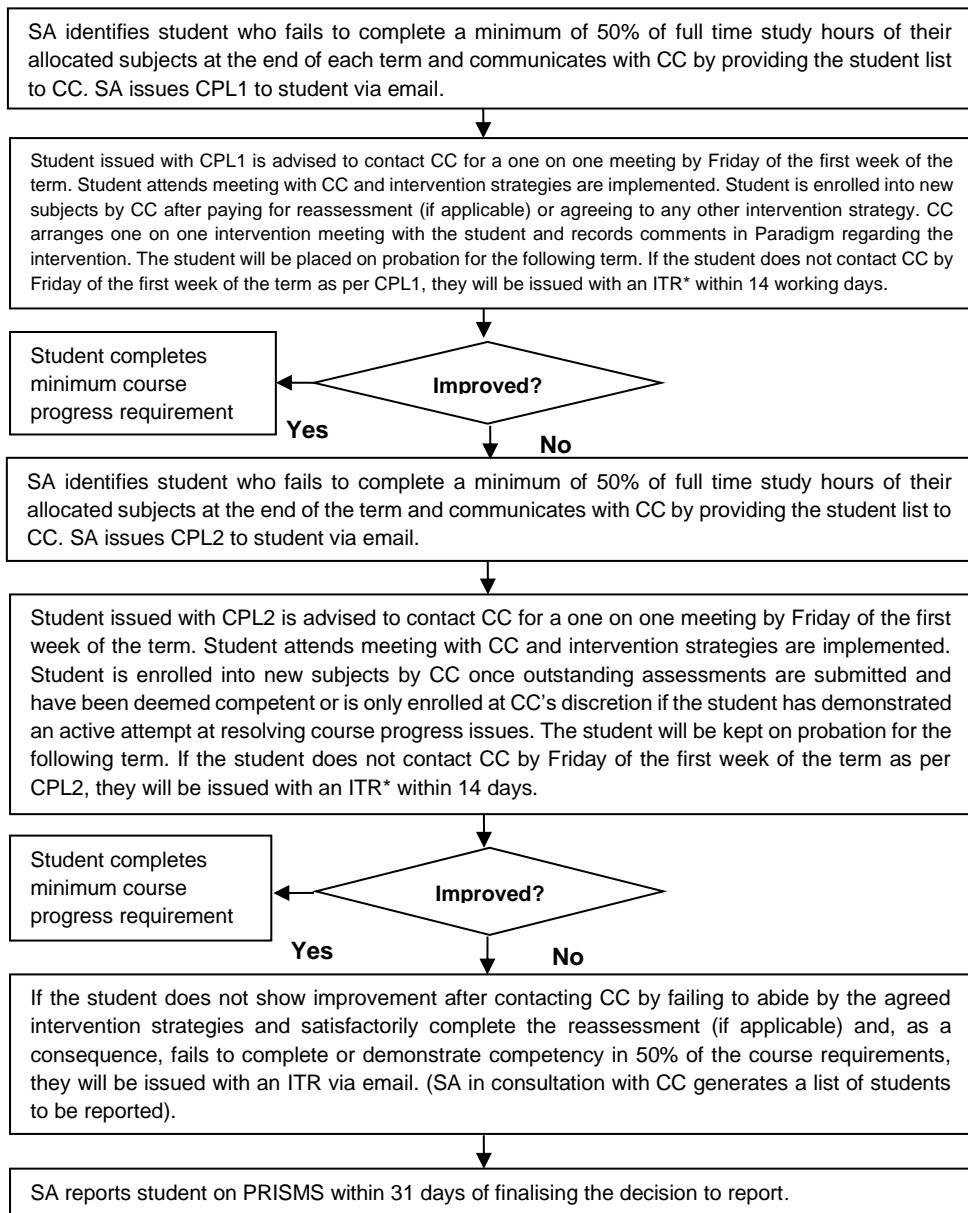 SA identifies student who fails to complete a minimum of 50% of full time study hours of their
allocated subjects at the end of each term and communicates with CC by providing the student list
to CC. SA issues CPL1 to student via email.
Student issued with CPL1 is advised to contact CC for a one on one meeting by Friday of the first week of the
term. Student attends meeting with CC and intervention strategies are implemented. Student is enrolled into new
subjects by CC after paying for reassessment (if applicable) or agreeing to any other intervention strategy. CC
arranges one on one intervention meeting with the student and records comments in Paradigm regarding the
intervention. The student will be placed on probation for the following term. If the student does not contact CC by
Friday of the first week of the term as per CPL1, they will be issued with an ITR* within 14 working days.
Student completes
minimum course
progress requirement
Improved?
Yes
No
SA identifies student who fails to complete a minimum of 50% of full time study hours of their
allocated subjects at the end of the term and communicates with CC by providing the student list to
CC. SA issues CPL2 to student via email.
Student issued with CPL2 is advised to contact CC for a one on one meeting by Friday of the first
week of the term. Student attends meeting with CC and intervention strategies are implemented.
Student is enrolled into new subjects by CC once outstanding assessments are submitted and
have been deemed competent or is only enrolled at CC's discretion if the student has demonstrated
an active attempt at resolving course progress issues. The student will be kept on probation for the
following term. If the student does not contact CC by Friday of the first week of the term as per
CPL2, they will be issued with an ITR* within 14 days.
Student completes
minimum course
progress requirement
Improved?
Yes
No
If the student does not show improvement after contacting CC by failing to abide by the agreed
intervention strategies and satisfactorily complete the reassessment (if applicable) and, as a
consequence, fails to complete or demonstrate competency in 50% of the course requirements,
they will be issued with an ITR via email. (SA in consultation with CC generates a list of students
to be reported).
SA reports student on PRISMS within 31 days of finalising the decision to report.